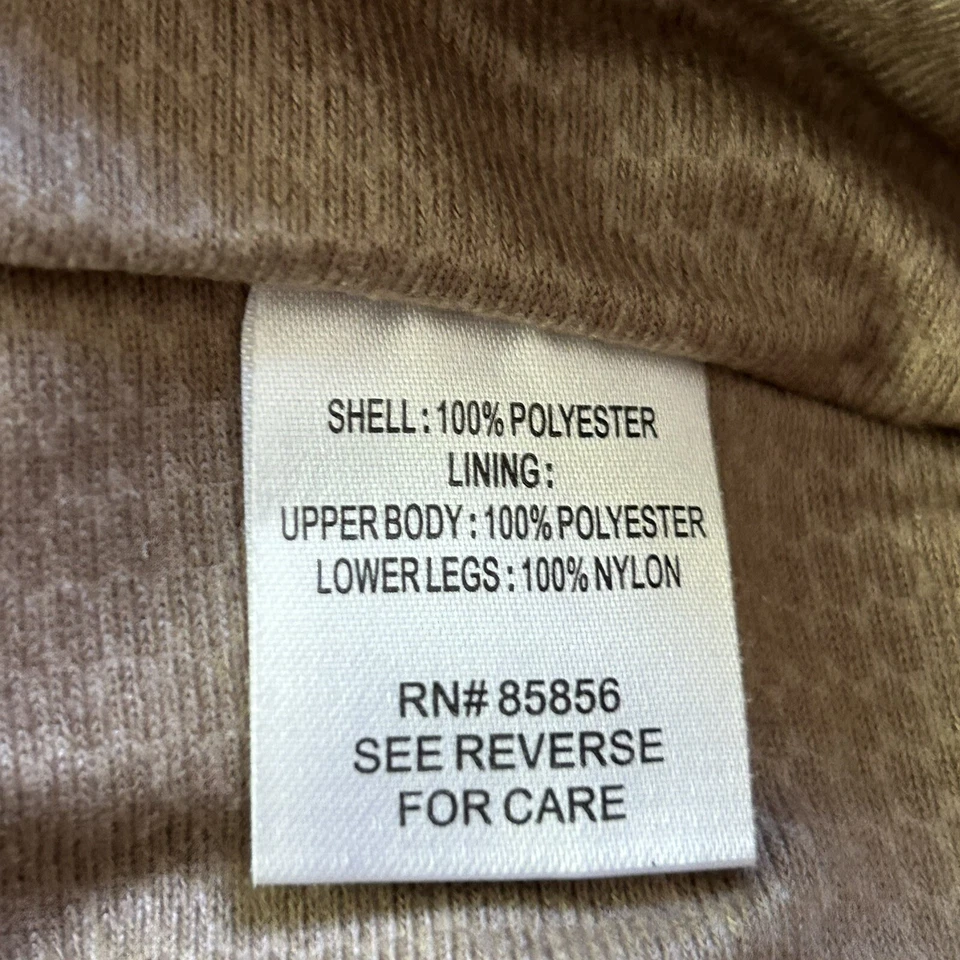 SHELL : 100% POLYESTER
LINING :
UPPER BODY : 100% POLYESTER
LOWER LEGS : 100% NYLON
RN# 85856
SEE REVERSE
FOR CARE